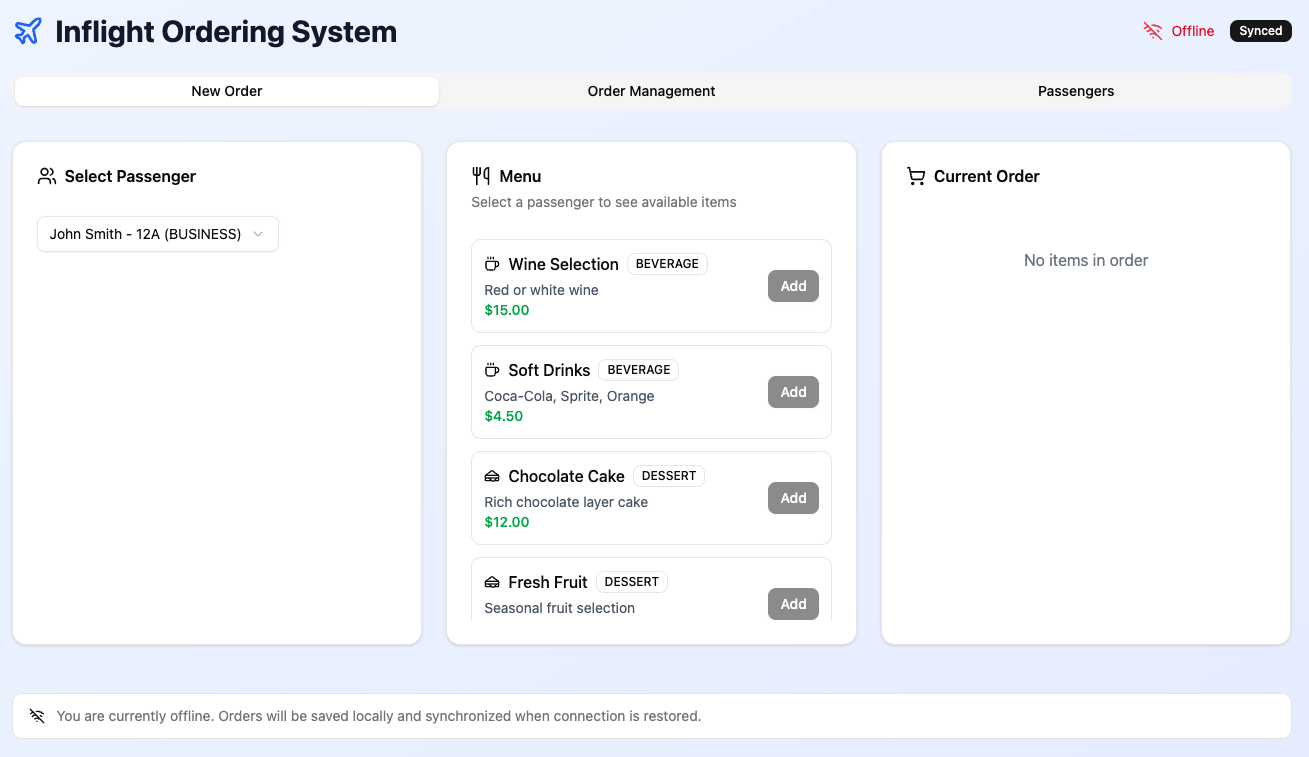 Inflight Ordering System
Offline
Synced
New Order
Order Management
Passengers
Select Passenger
John Smith - 12A (BUSINESS)
Menu
Select a passenger to see available items
Wine Selection BEVERAGE
Red or white wine
$15.00
Add
Soft Drinks BEVERAGE
Coca-Cola, Sprite, Orange
$4.50
Add
Chocolate Cake DESSERT
Rich chocolate layer cake
$12.00
Add
Fresh Fruit DESSERT
Seasonal fruit selection
Add
Current Order
No items in order
You are currently offline. Orders will be saved locally and synchronized when connection is restored.